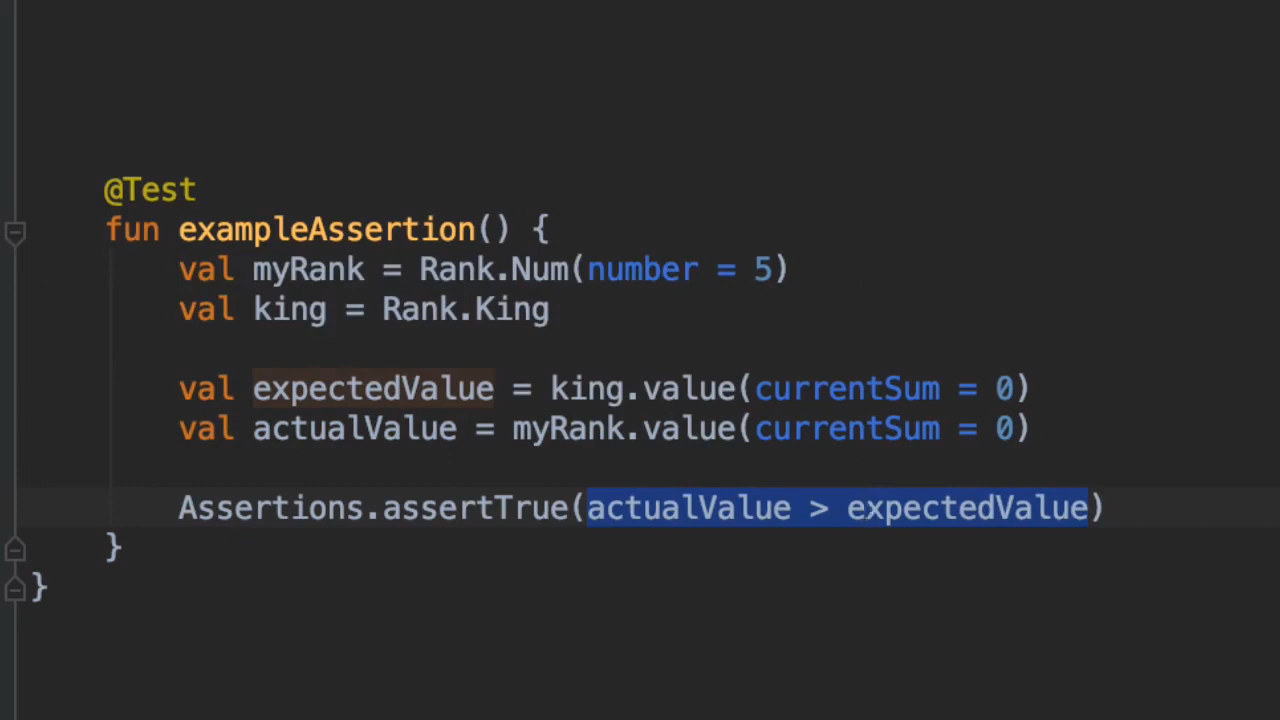 @Test
fun exampleAssertion() {
val myRank = Rank.Num(number = 5)
val king = Rank.King
val expectedValue = king.value(currentSum = 0)
val actualValue = myRank.value(currentSum = 0)
Assertions.assertTrue(actualValue > expectedValue)
}
}